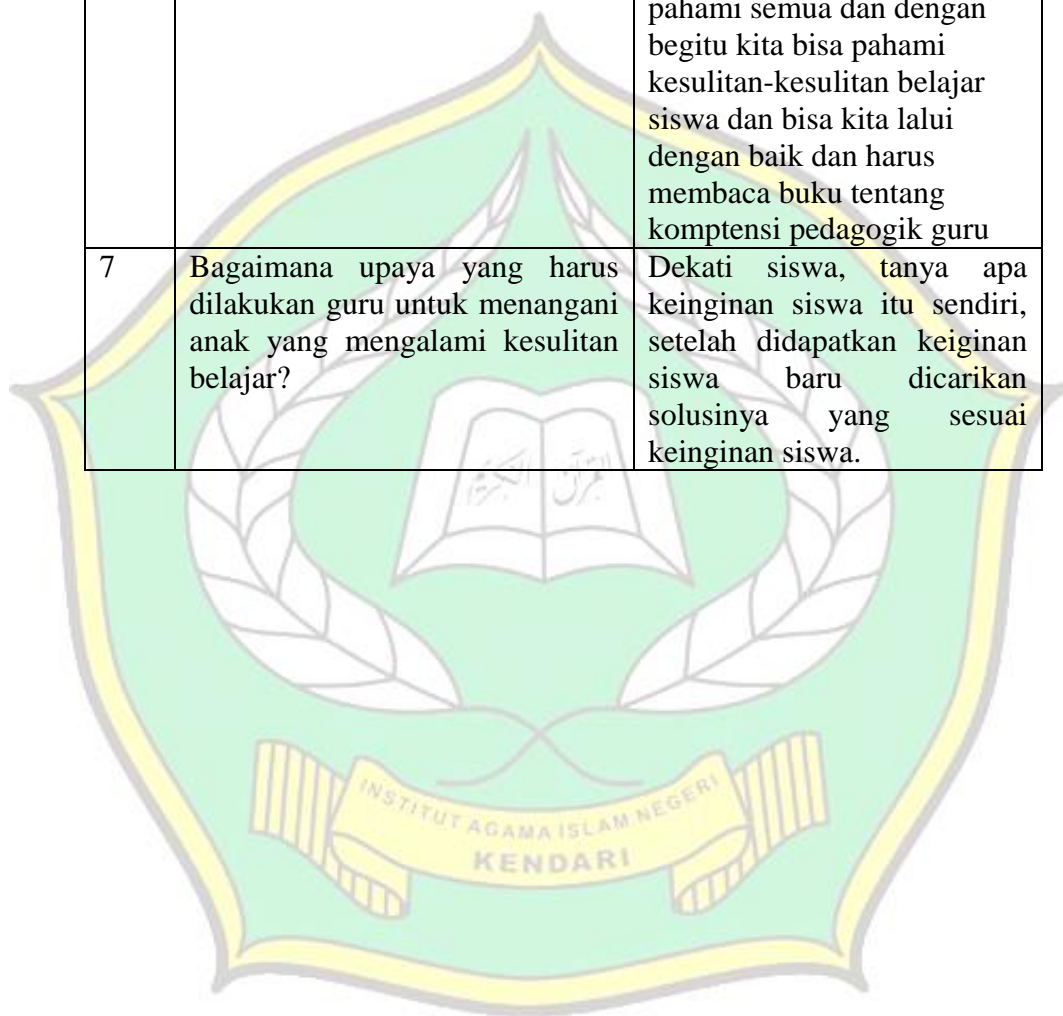 pahami semua dan dengan
begitu kita bisa pahami
kesulitan-kesulitan belajar
siswa dan bisa kita lalui
dengan baik dan harus
membaca buku tentang
komptensi pedagogik guru
7
Bagaimana upaya yang harus
dilakukan guru untuk menangani
anak yang mengalami kesulitan
belajar?
Dekati siswa, tanya apa
keinginan siswa itu sendiri,
setelah didapatkan keiginan
siswa baru dicarikan
solusinya yang sesuai
keinginan siswa.
القرآن الكريم
INSTITUT AGAMA ISLAM NEGERI
KENDARI